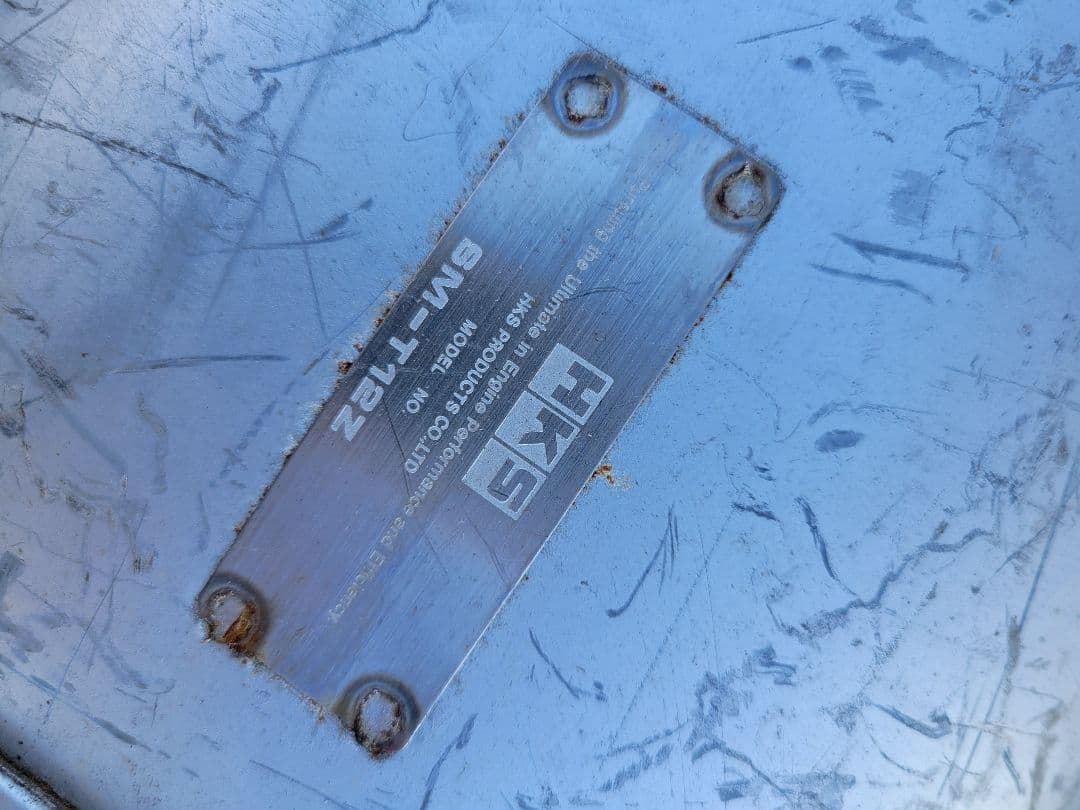 HKS
Pursuing the Ultimate in Engine Performance and Efficiency
HKS PRODUCTS CO.,LTD
MODEL NO.
SM-T12Z